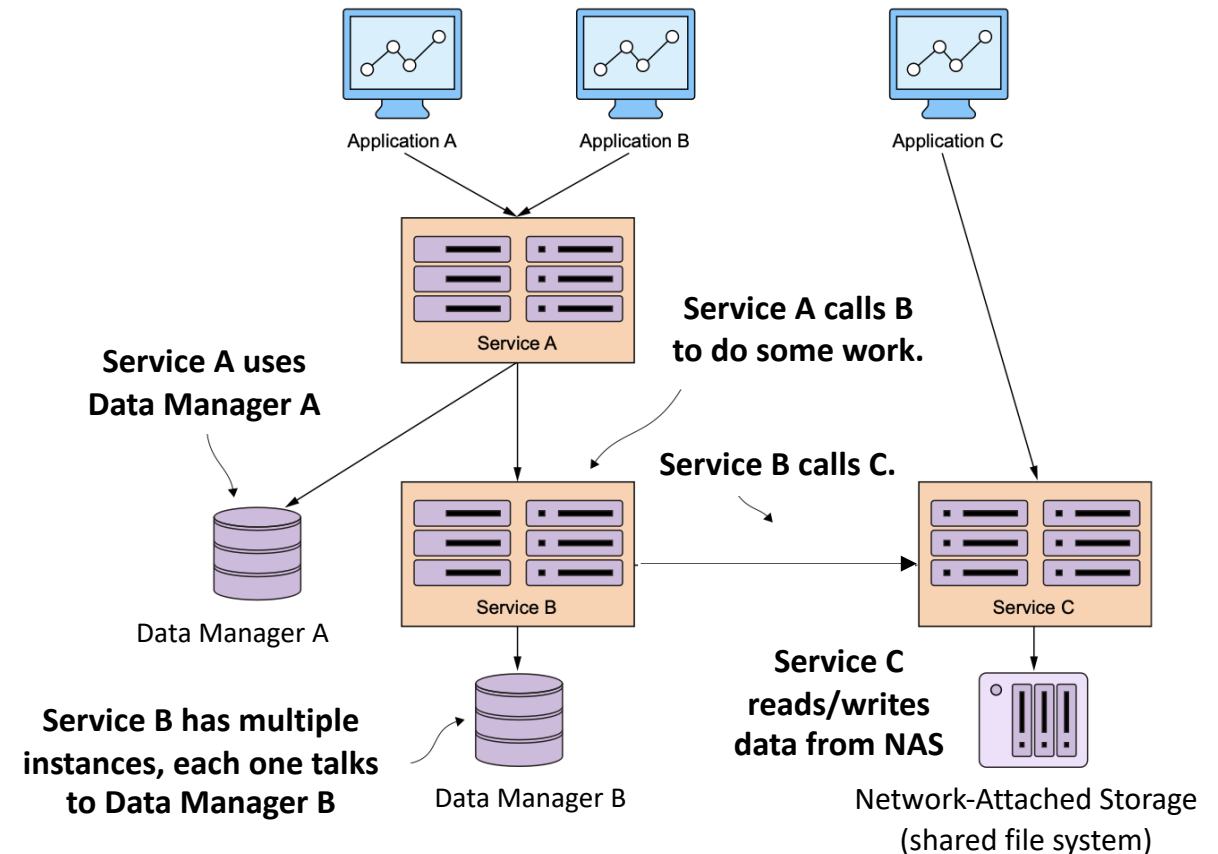 Application A
Application B
Application C
Service A
Service A calls B
to do some work.
Service A uses
Data Manager A
Service B calls C.
Service B
Service C
Data Manager A
Service C
reads/writes
data from NAS
Service B has multiple
instances, each one talks
to Data Manager B
Data Manager B
Network-Attached Storage
(shared file system)